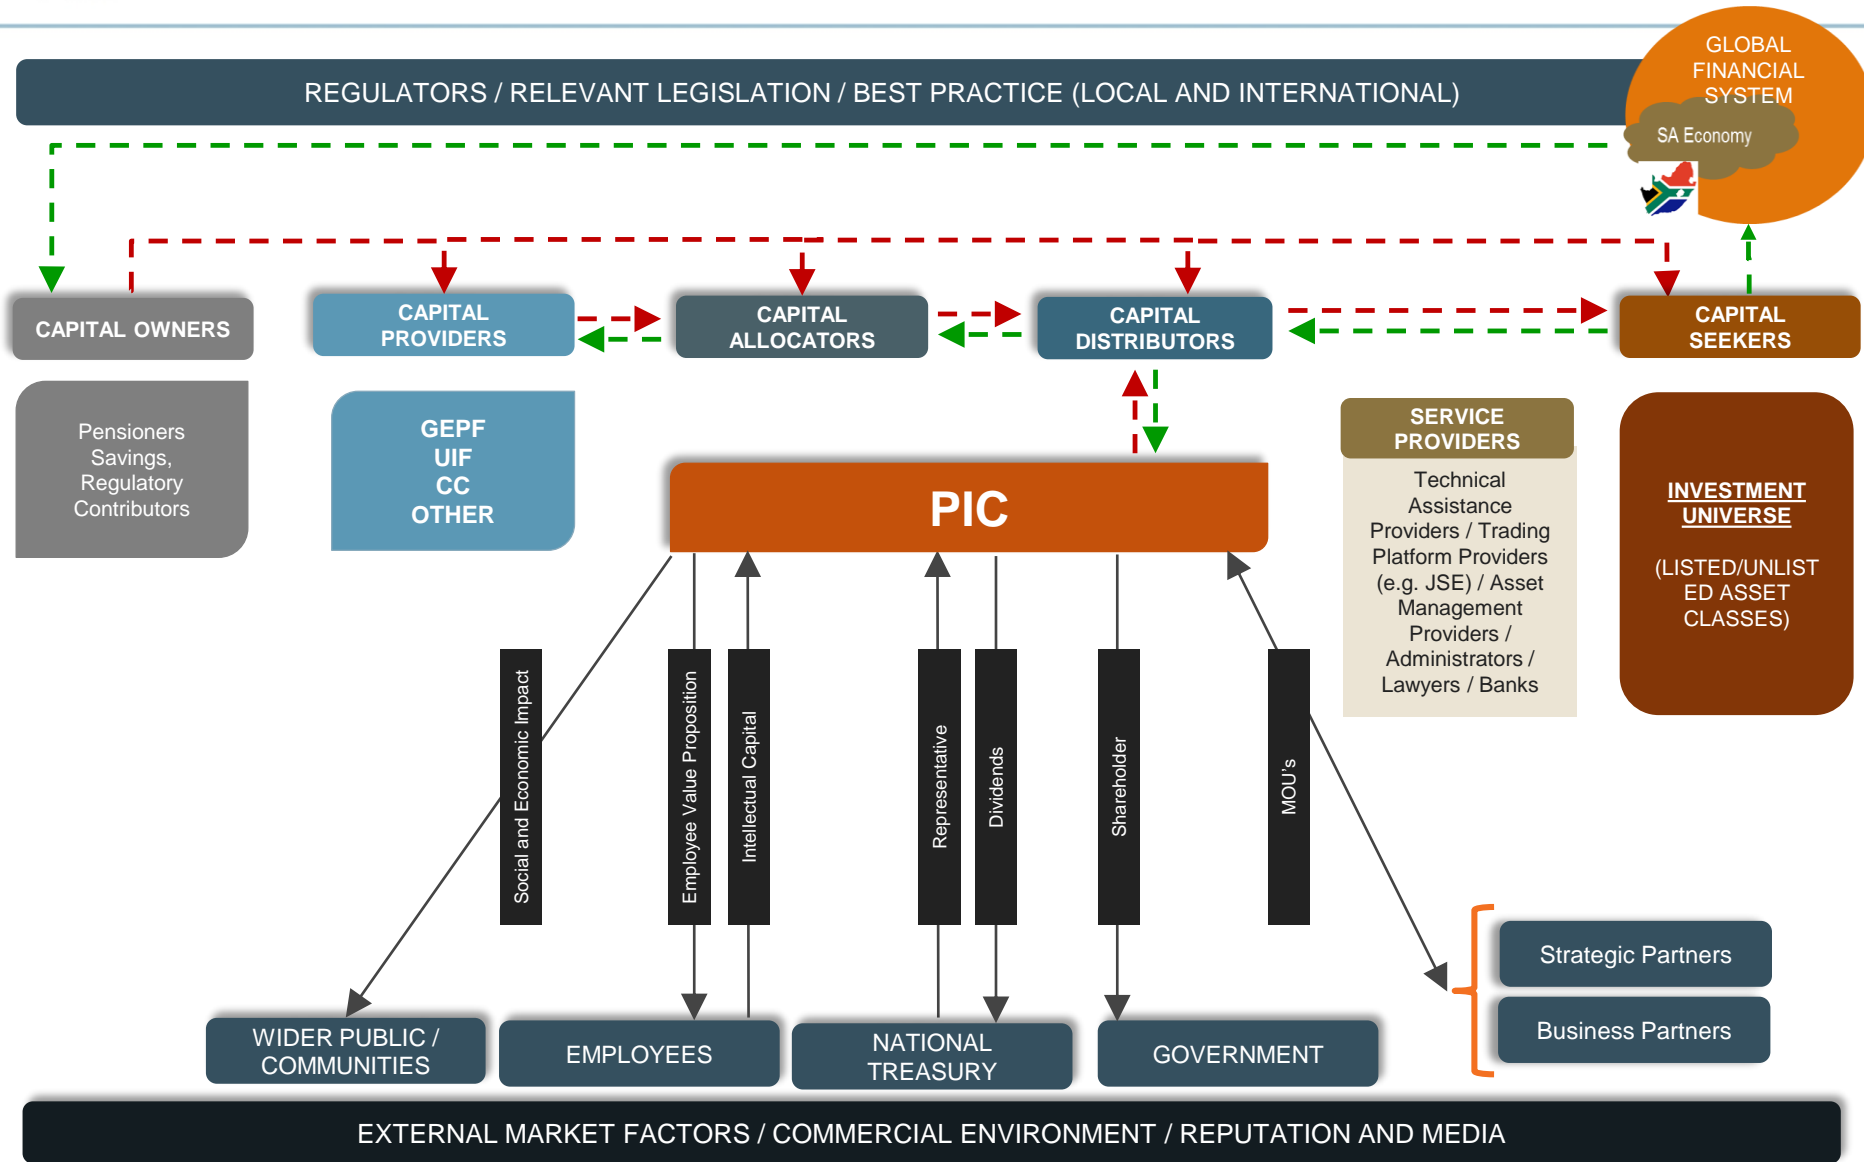 GLOBAL
FINANCIAL
SYSTEM
SA Economy
REGULATORS / RELEVANT LEGISLATION / BEST PRACTICE (LOCAL AND INTERNATIONAL)
CAPITAL OWNERS
CAPITAL
PROVIDERS
CAPITAL
ALLOCATORS
CAPITAL
DISTRIBUTORS
CAPITAL
SEEKERS
Pensioners
Savings,
Regulatory
Contributors
GEPF
UIF
CC
OTHER
PIC
SERVICE
PROVIDERS
Technical
Assistance
Providers / Trading
Platform Providers
(e.g. JSE) / Asset
Management
Providers /
Administrators /
Lawyers / Banks
INVESTMENT
UNIVERSE
(LISTED/UNLIST
ED ASSET
CLASSES)
Social and Economic Impact
Employee Value Proposition
Intellectual Capital
Representative
Dividends
Shareholder
MOU's
Strategic Partners
Business Partners
WIDER PUBLIC /
COMMUNITIES
EMPLOYEES
NATIONAL
TREASURY
GOVERNMENT
EXTERNAL MARKET FACTORS / COMMERCIAL ENVIRONMENT / REPUTATION AND MEDIA